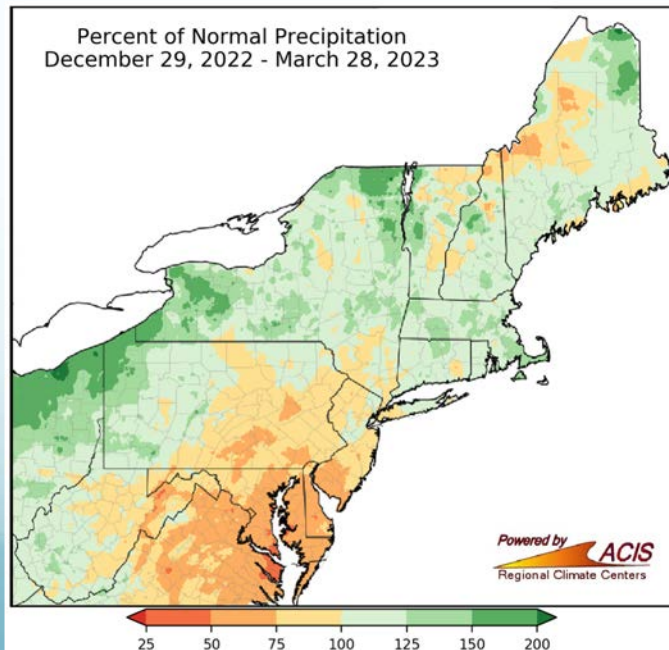 Percent of Normal Precipitation
December 29, 2022 - March 28, 2023
Powered by ACIS
Regional Climate Centers
25 50 75 100 125 150 200